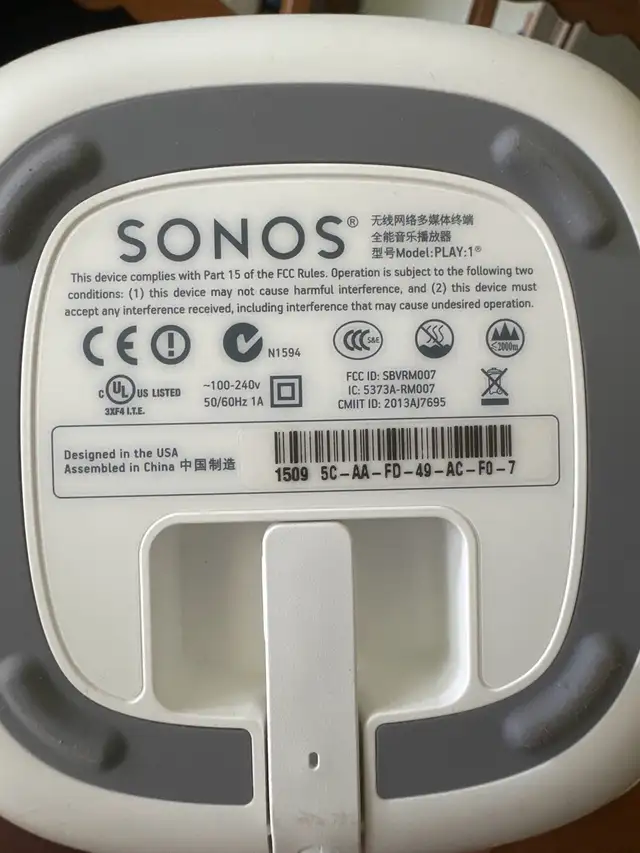 SONOS®
无线网络多媒体终端
全能音乐播放器
型号Model:PLAY:1®
This device complies with Part 15 of the FCC Rules. Operation is subject to the following two
conditions: (1) this device may not cause harmful interference, and (2) this device must
accept any interference received, including interference that may cause undesired operation.
CE
N1594
CCC S&E
≤2000m
C UL US LISTED
3XF4 I.T.E.
~100-240v
50/60Hz 1A
FCC ID: SBVRM007
IC: 5373A-RM007
CMIIT ID: 2013AJ7695
Designed in the USA
Assembled in China 中国制造
1509 5C-AA-FD-49-AC-F0-7